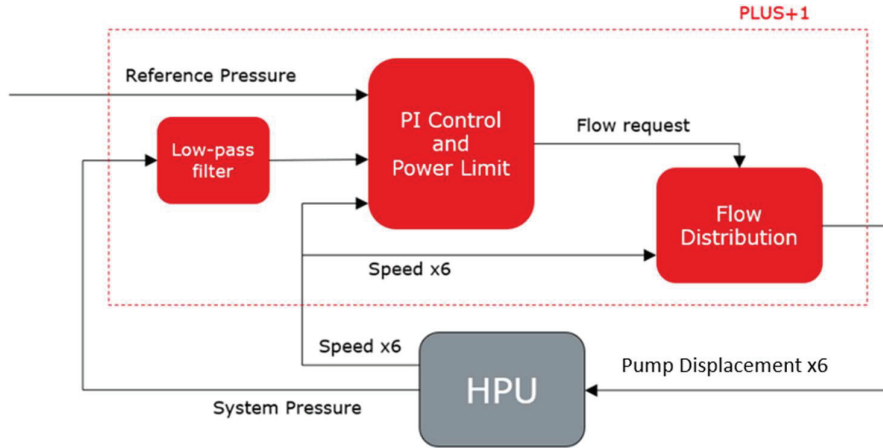 PLUS+1
Reference Pressure
PI Control
and
Power Limit
Flow request
Low-pass
filter
Flow
Distribution
Speed x6
Speed x6
HPU
Pump Displacement x6
System Pressure